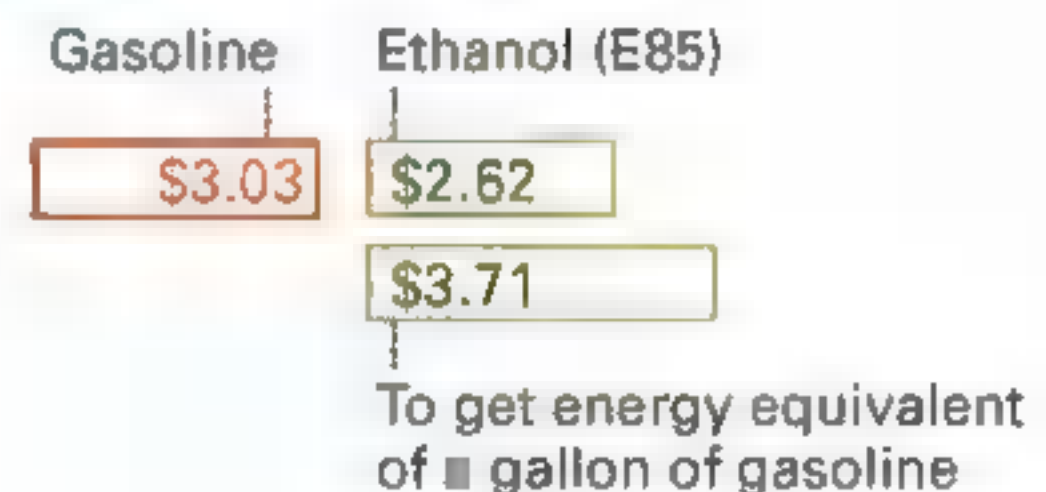 Gasoline Ethanol (E85)
$3.03 $2.62
$3.71
To get energy equivalent
of gallon of gasoline